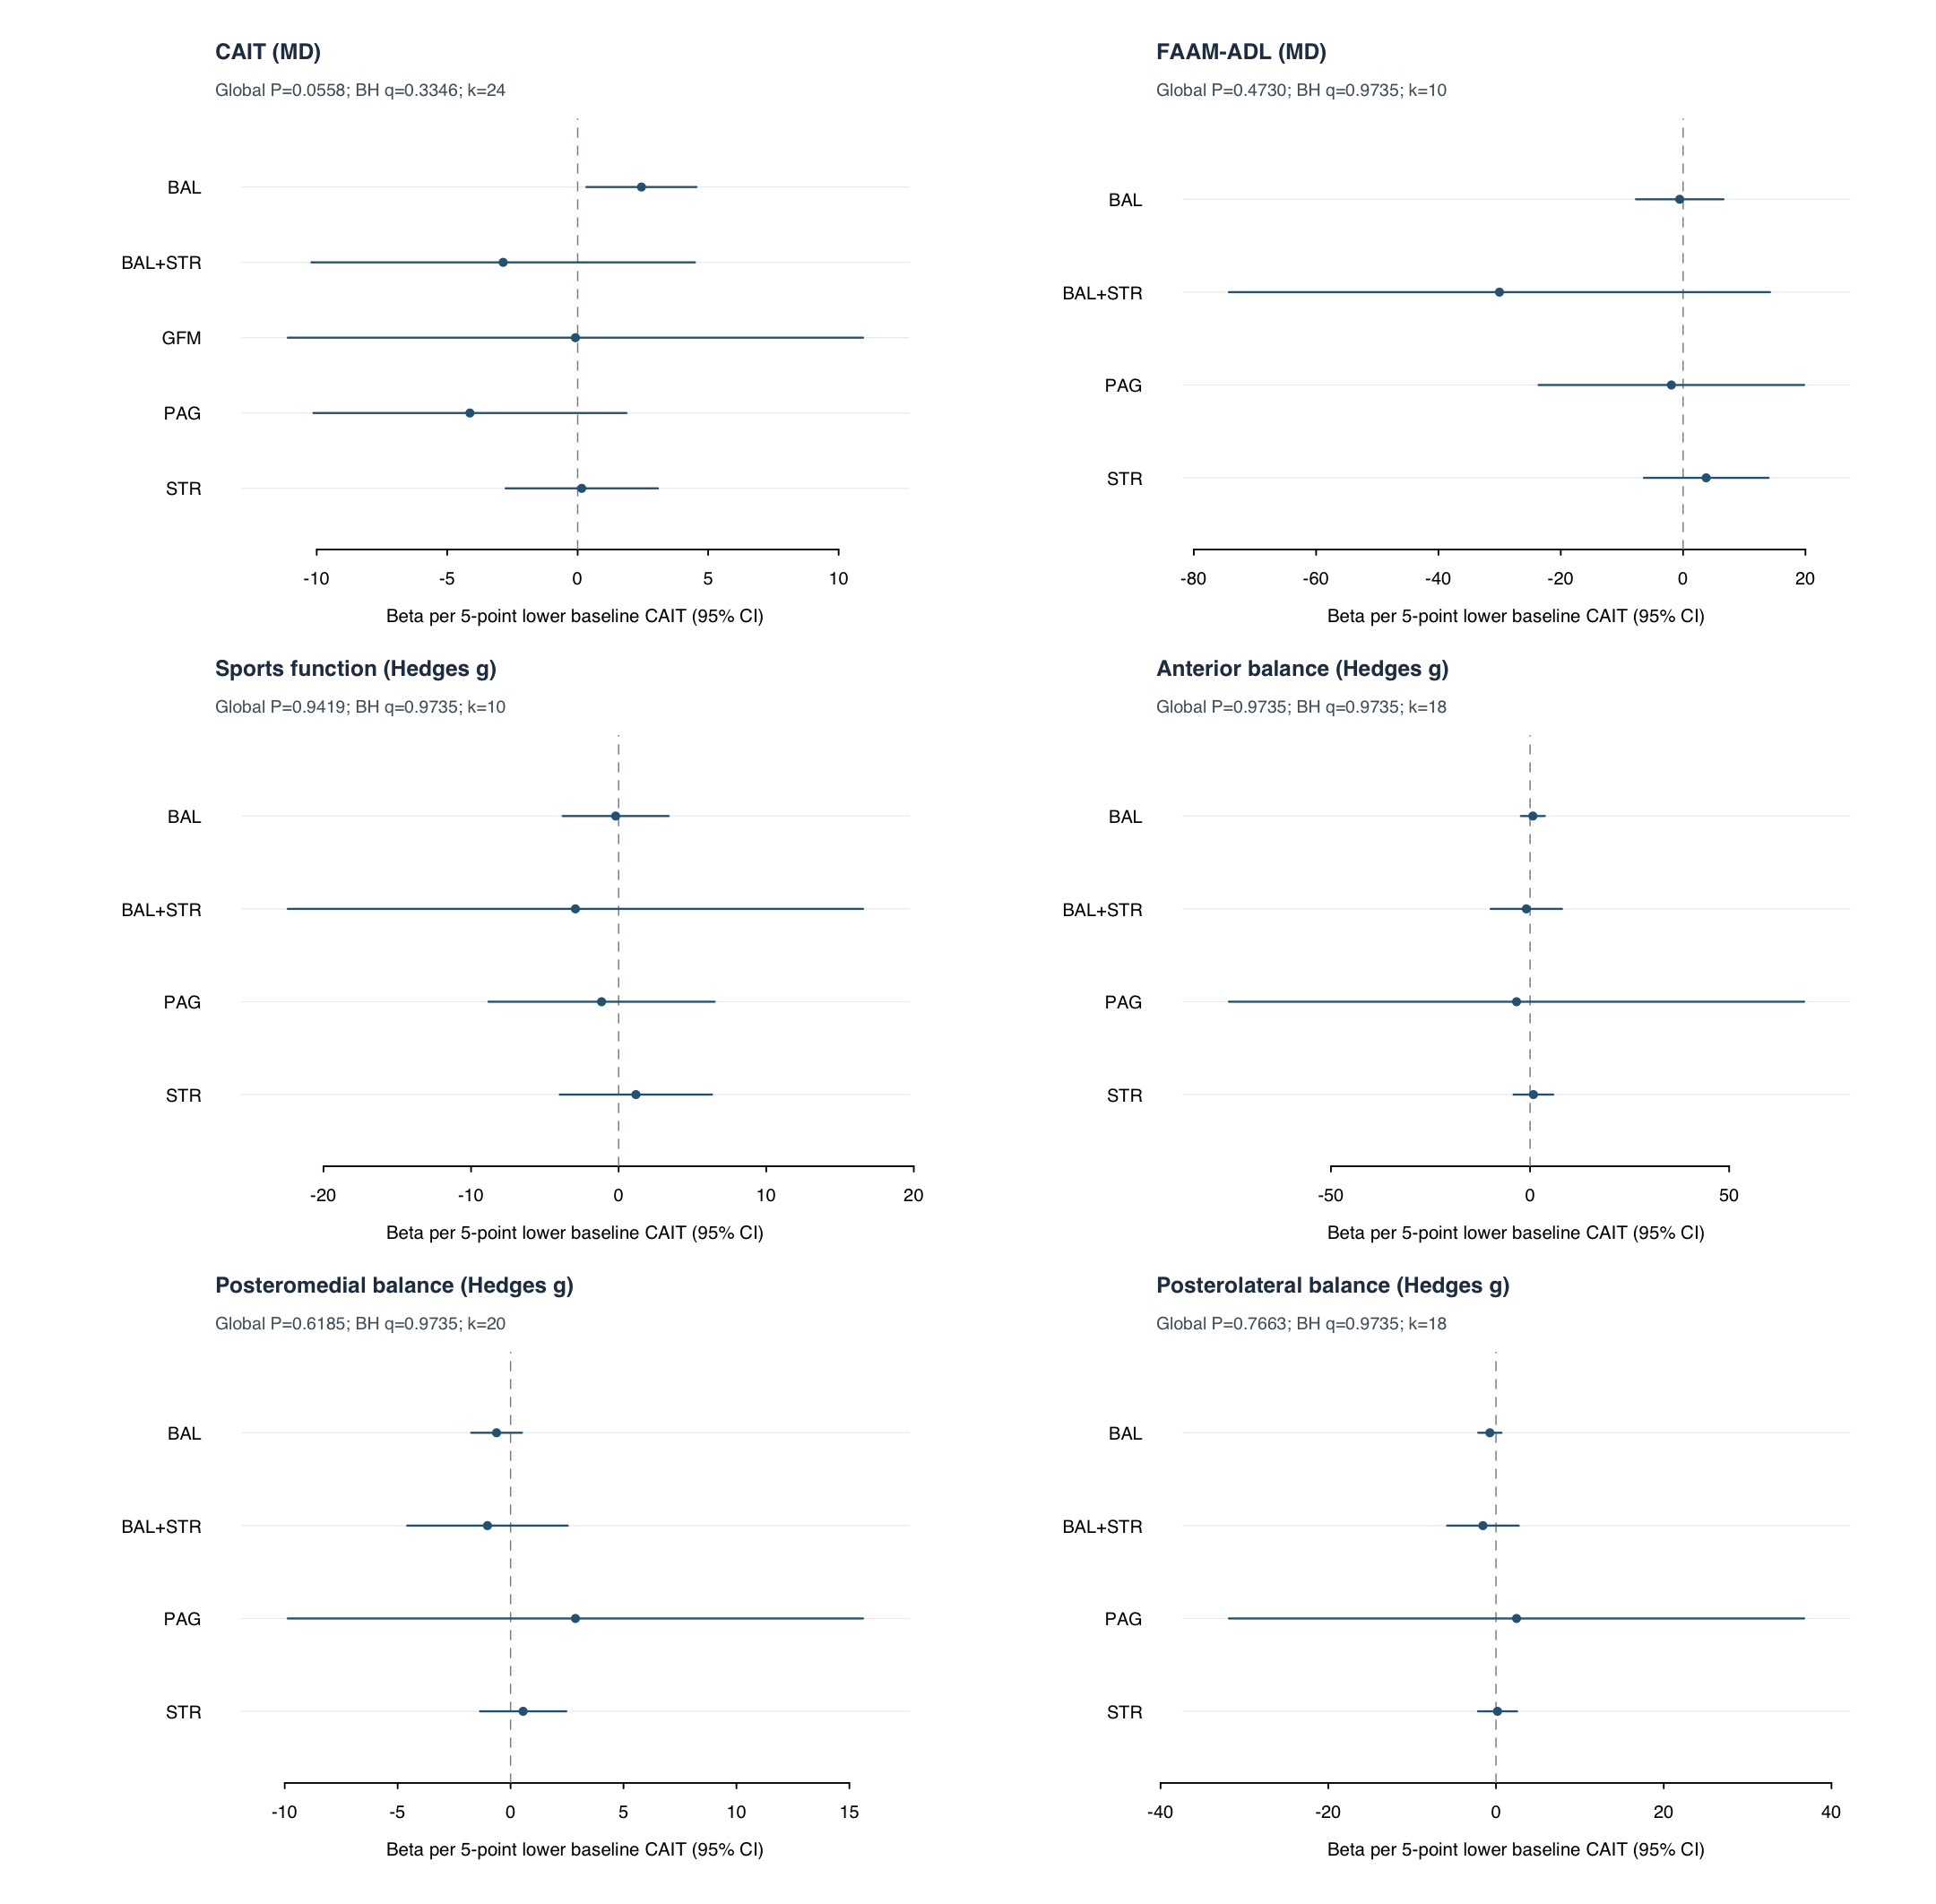 CAIT (MD)
Global P=0.0558; BH q=0.3346; k=24
BAL
BAL+STR
GFM
PAG
STR
-10 -5 0 5 10
Beta per 5-point lower baseline CAIT (95% CI)
FAAM-ADL (MD)
Global P=0.4730; BH q=0.9735; k=10
BAL
BAL+STR
PAG
STR
-80 -60 -40 -20 0 20
Beta per 5-point lower baseline CAIT (95% CI)
Sports function (Hedges g)
Global P=0.9419; BH q=0.9735; k=10
BAL
BAL+STR
PAG
STR
-20 -10 0 10 20
Beta per 5-point lower baseline CAIT (95% CI)
Anterior balance (Hedges g)
Global P=0.9735; BH q=0.9735; k=18
BAL
BAL+STR
PAG
STR
-50 0 50
Beta per 5-point lower baseline CAIT (95% CI)
Posteromedial balance (Hedges g)
Global P=0.6185; BH q=0.9735; k=20
BAL
BAL+STR
PAG
STR
-10 -5 0 5 10 15
Beta per 5-point lower baseline CAIT (95% CI)
Posterolateral balance (Hedges g)
Global P=0.7663; BH q=0.9735; k=18
BAL
BAL+STR
PAG
STR
-40 -20 0 20 40
Beta per 5-point lower baseline CAIT (95% CI)